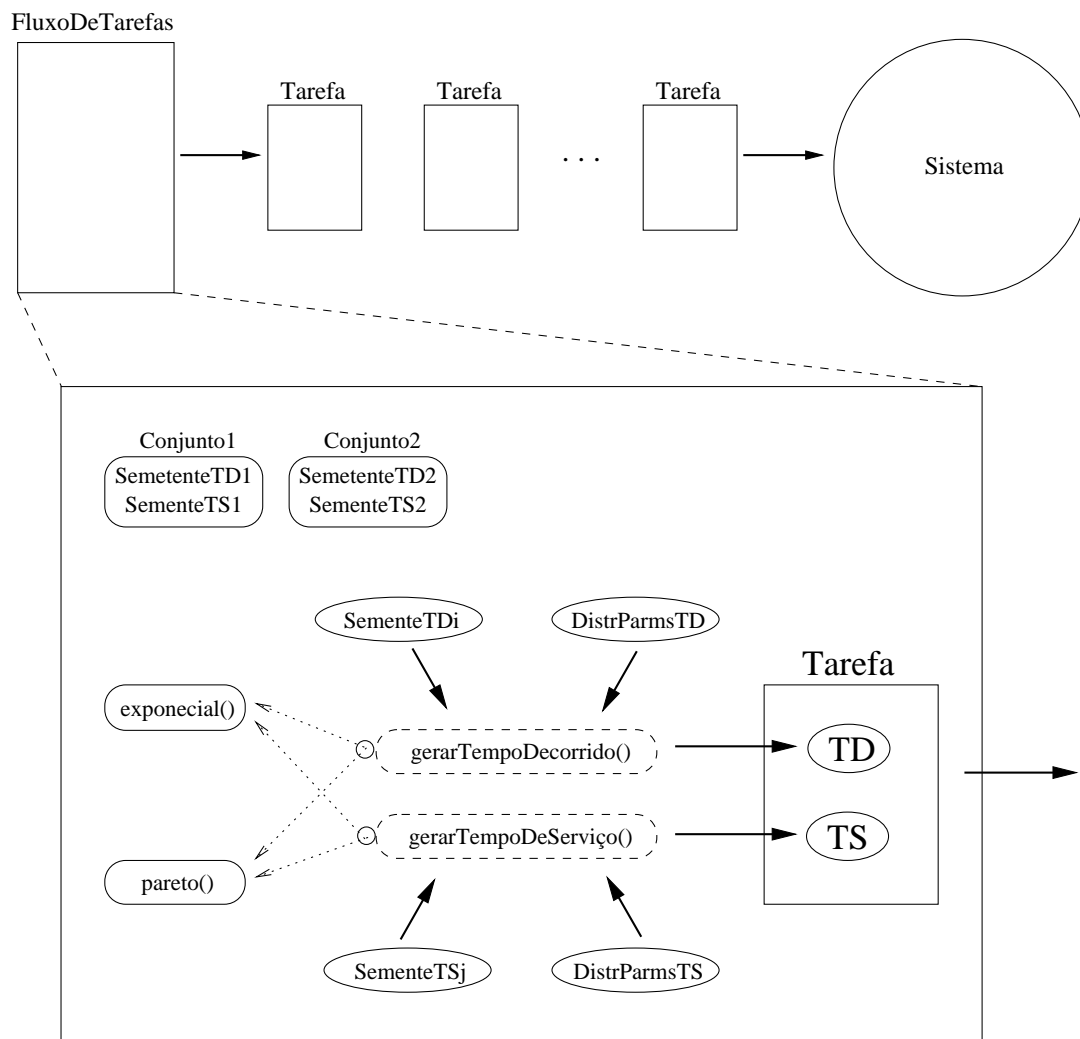 FluxoDeTarefas
Tarefa
Tarefa
. . .
Tarefa
Sistema
Conjunto1
SemetenteTD1
SementeTS1
Conjunto2
SemetenteTD2
SementeTS2
SementeTDi
DistrParmsTD
Tarefa
exponecial()
gerarTempoDecorrido()
TD
gerarTempoDeServiço()
TS
pareto()
SementeTSj
DistrParmsTS